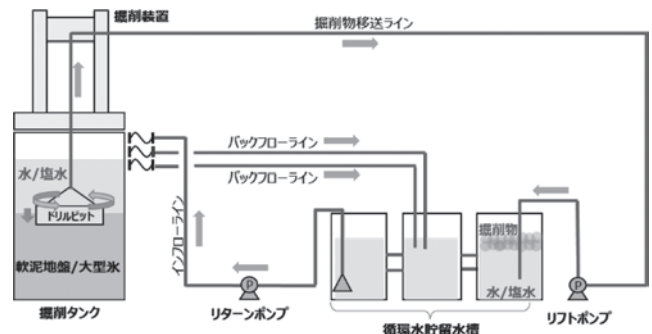 掘削装置
掘削物移送ライン
バックフローライン
バックフローライン
水/塩水
ドリルビット
インフローライン
掘削物
軟泥地盤/大型氷
水/塩水
P
P
掘削タンク
リターンポンプ
循環水貯留水槽
リフトポンプ